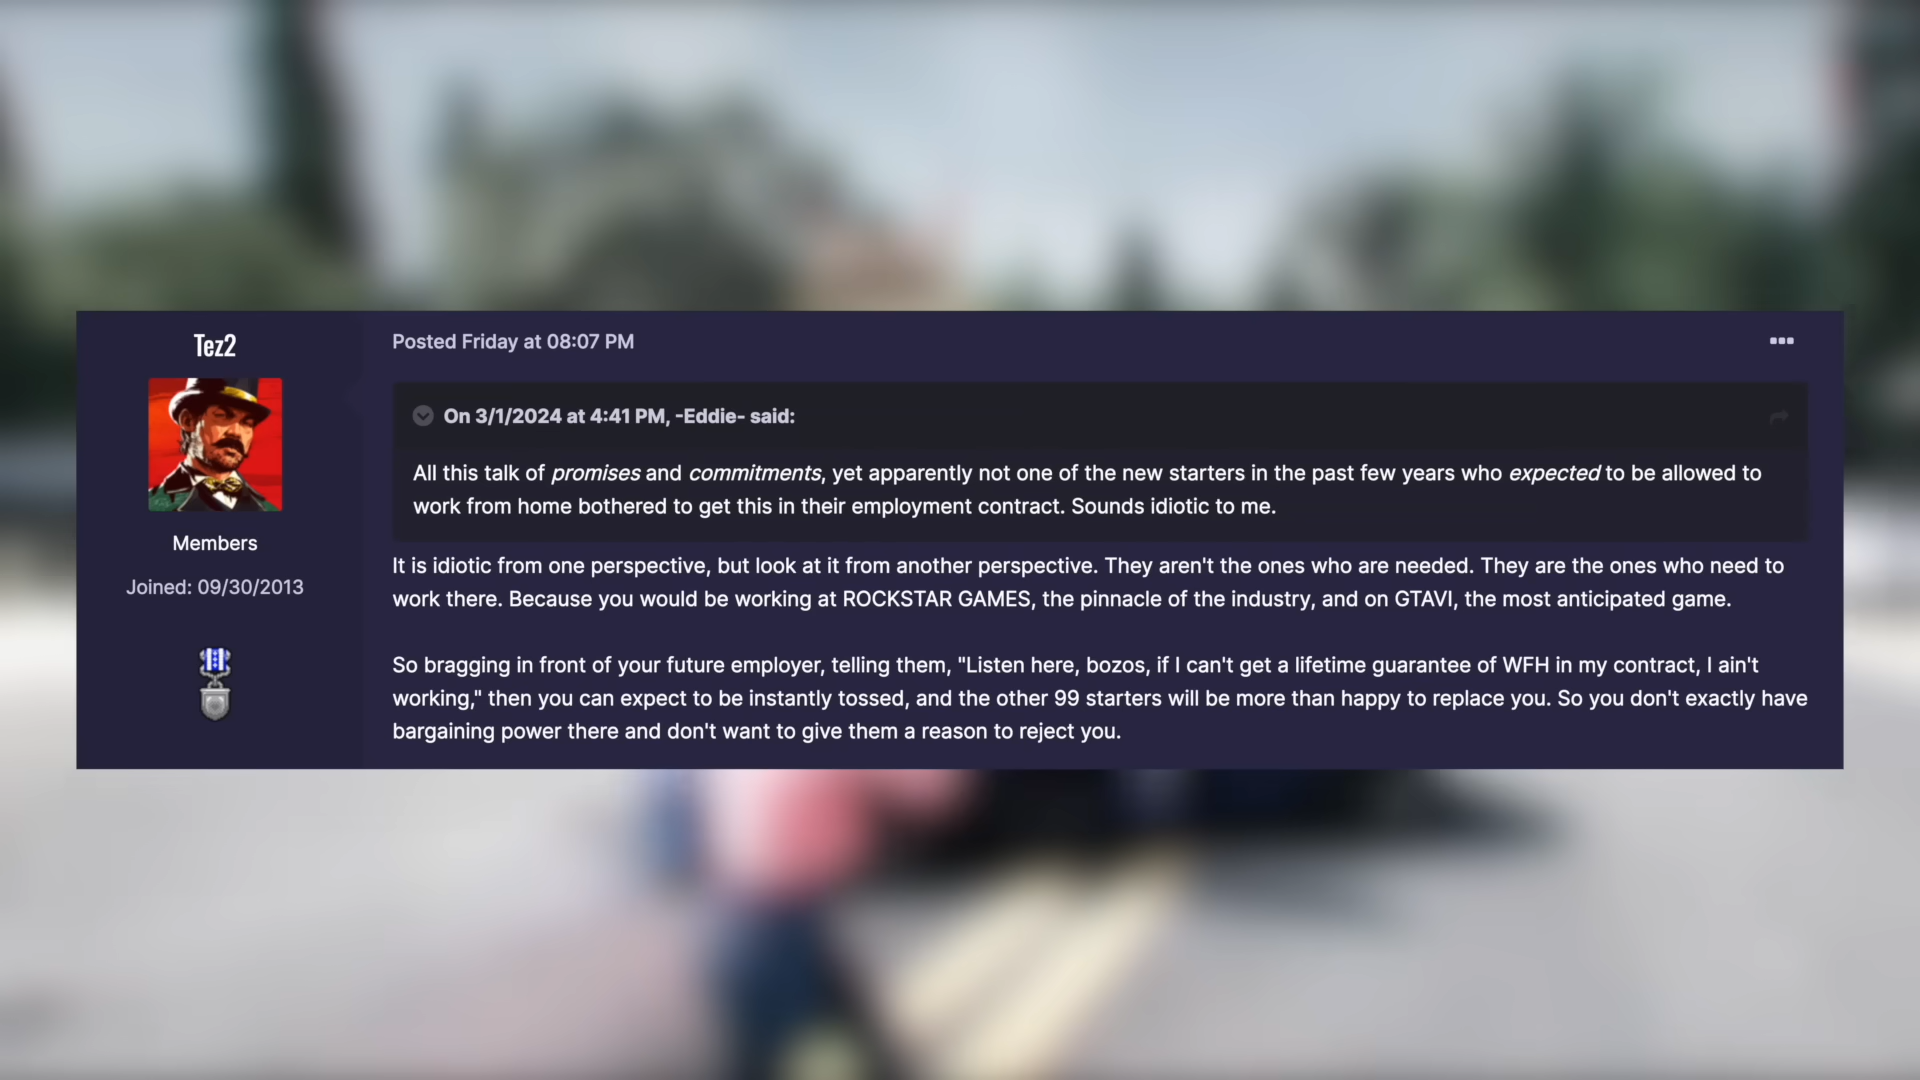 Tez2
Members
Joined: 09/30/2013
Posted Friday at 08:07 PM
On 3/1/2024 at 4:41 PM, -Eddie- said:
All this talk of promises and commitments, yet apparently not one of the new starters in the past few years who expected to be allowed to
work from home bothered to get this in their employment contract. Sounds idiotic to me.
It is idiotic from one perspective, but look at it from another perspective. They aren't the ones who are needed. They are the ones who need to
work there. Because you would be working at ROCKSTAR GAMES, the pinnacle of the industry, and on GTAVI, the most anticipated game.
So bragging in front of your future employer, telling them, "Listen here, bozos, if I can't get a lifetime guarantee of WFH in my contract, I ain't
working," then you can expect to be instantly tossed, and the other 99 starters will be more than happy to replace you. So you don't exactly have
bargaining power there and don't want to give them a reason to reject you.